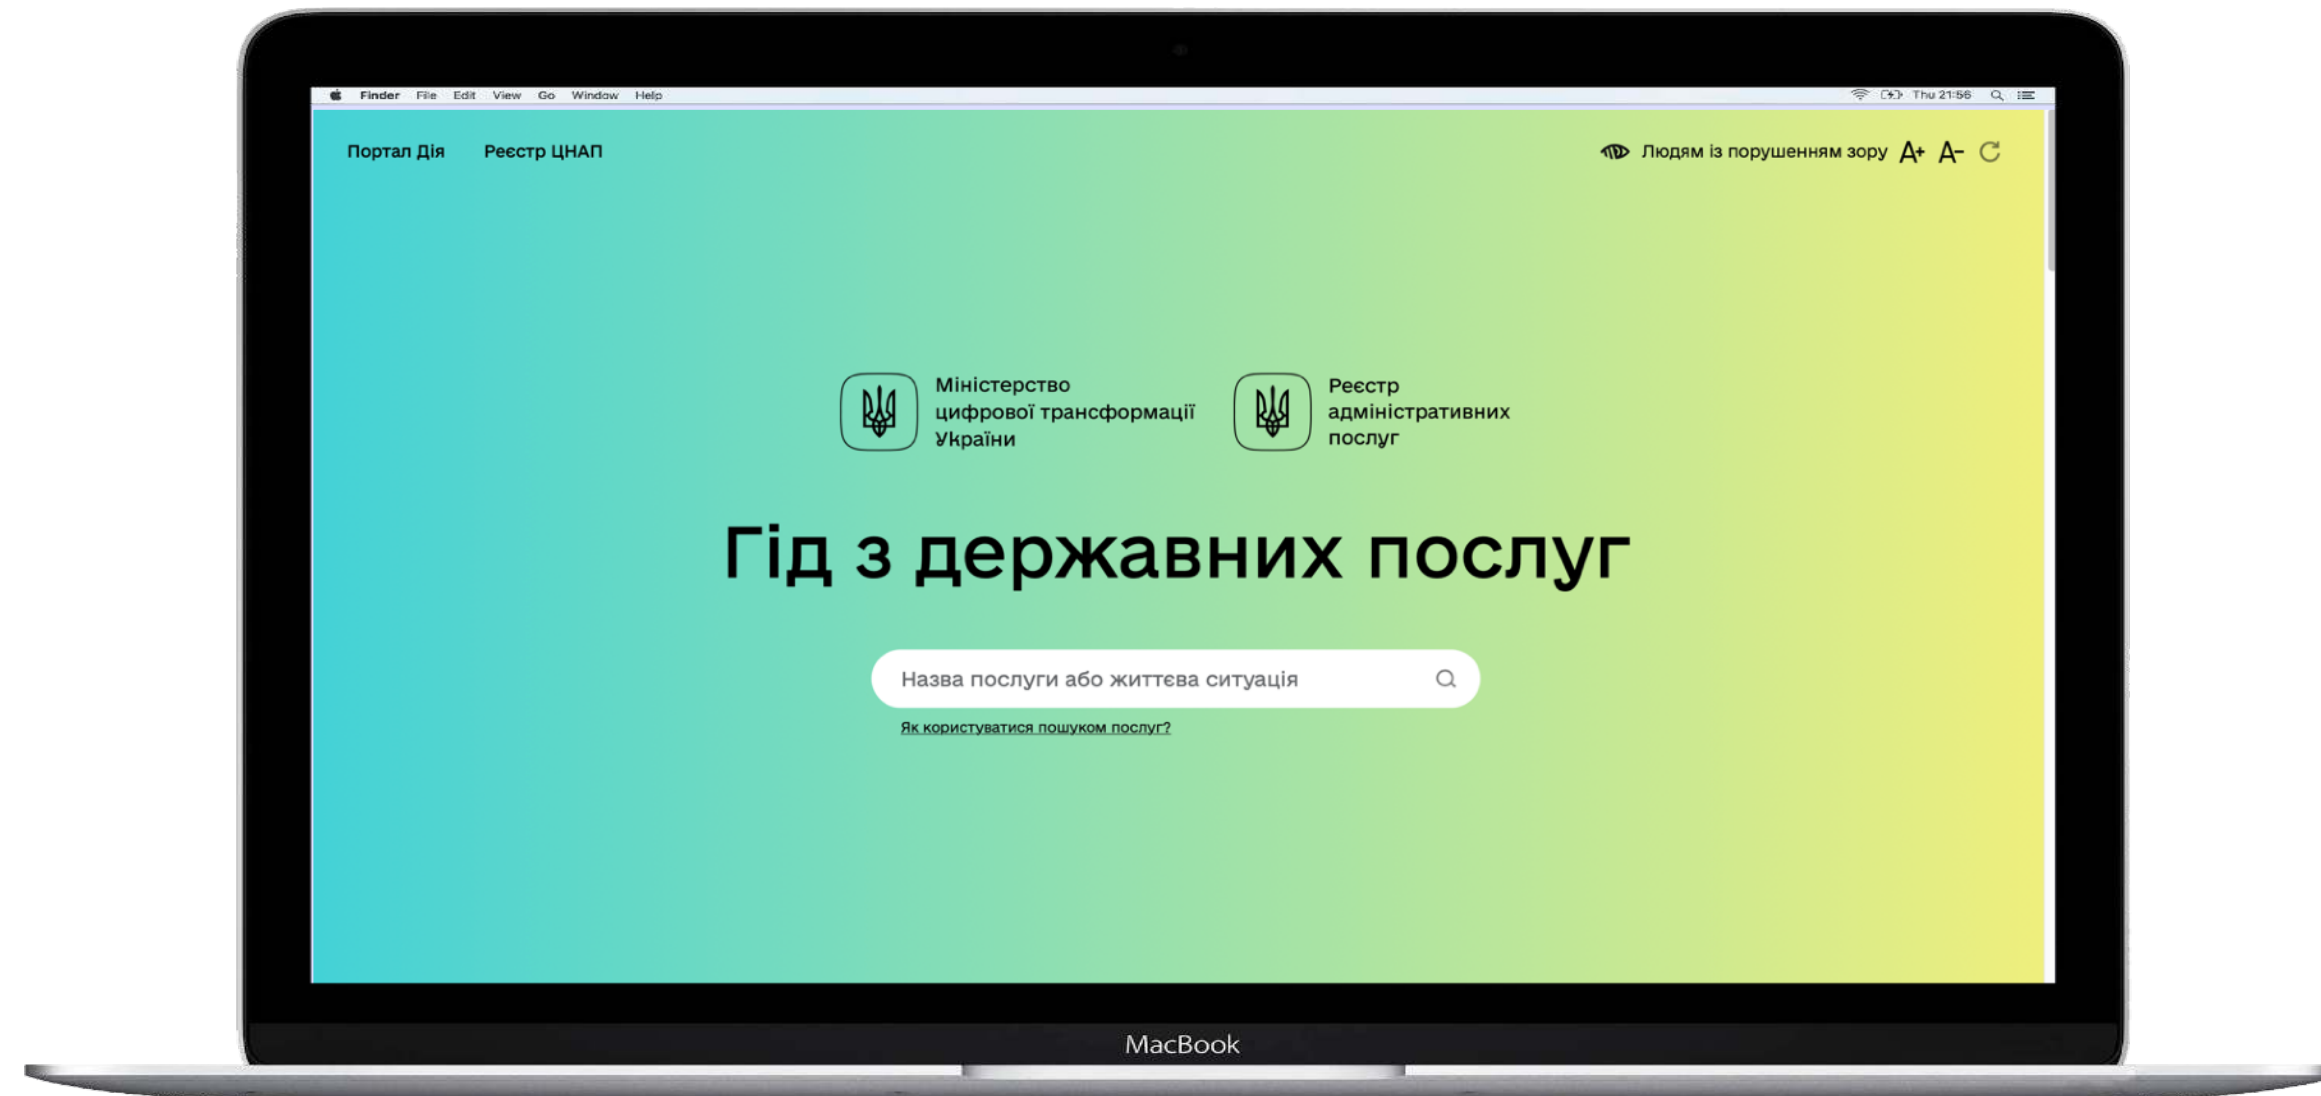 Finder File Edit View Go Window Help
Thu 21:56
Портал Дія Реєстр ЦНАП
Людям із порушенням зору A+ A-
Міністерство
цифрової трансформації
України
Реєстр
адміністративних
послуг
Гід з державних послуг
Назва послуги або життєва ситуація
Як користуватися пошуком послуг?
MacBook